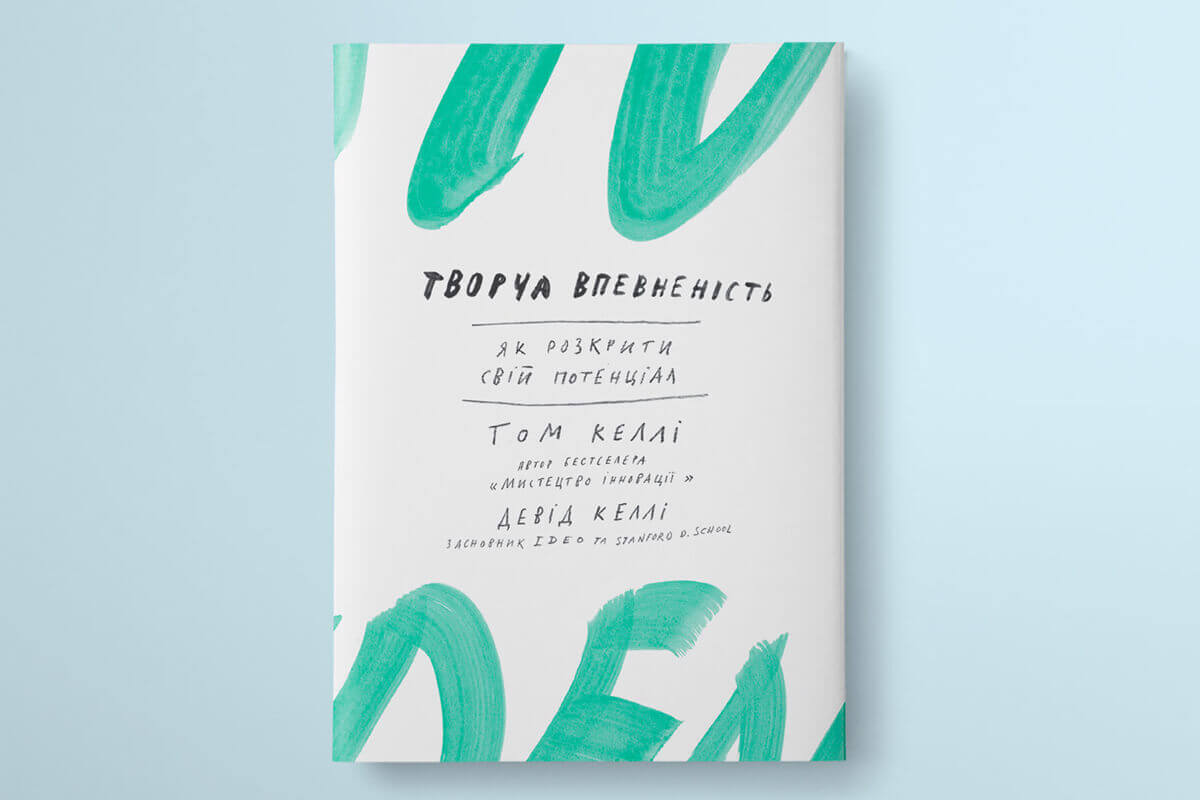 ТВОРЧА ВПЕВНЕНІСТЬ
ЯК РОЗКРИТИ
СВІЙ ПОТЕНЦІАЛ
ТОМ КЕЛЛІ
АВТОР БЕСТСЕЛЕРА
«МИСТЕЦТВО ІННОВАЦІЇ»
ДЕВІД КЕЛЛІ
ЗАСНОВНИК IDEO ТА STANFORD D. SCHOOL